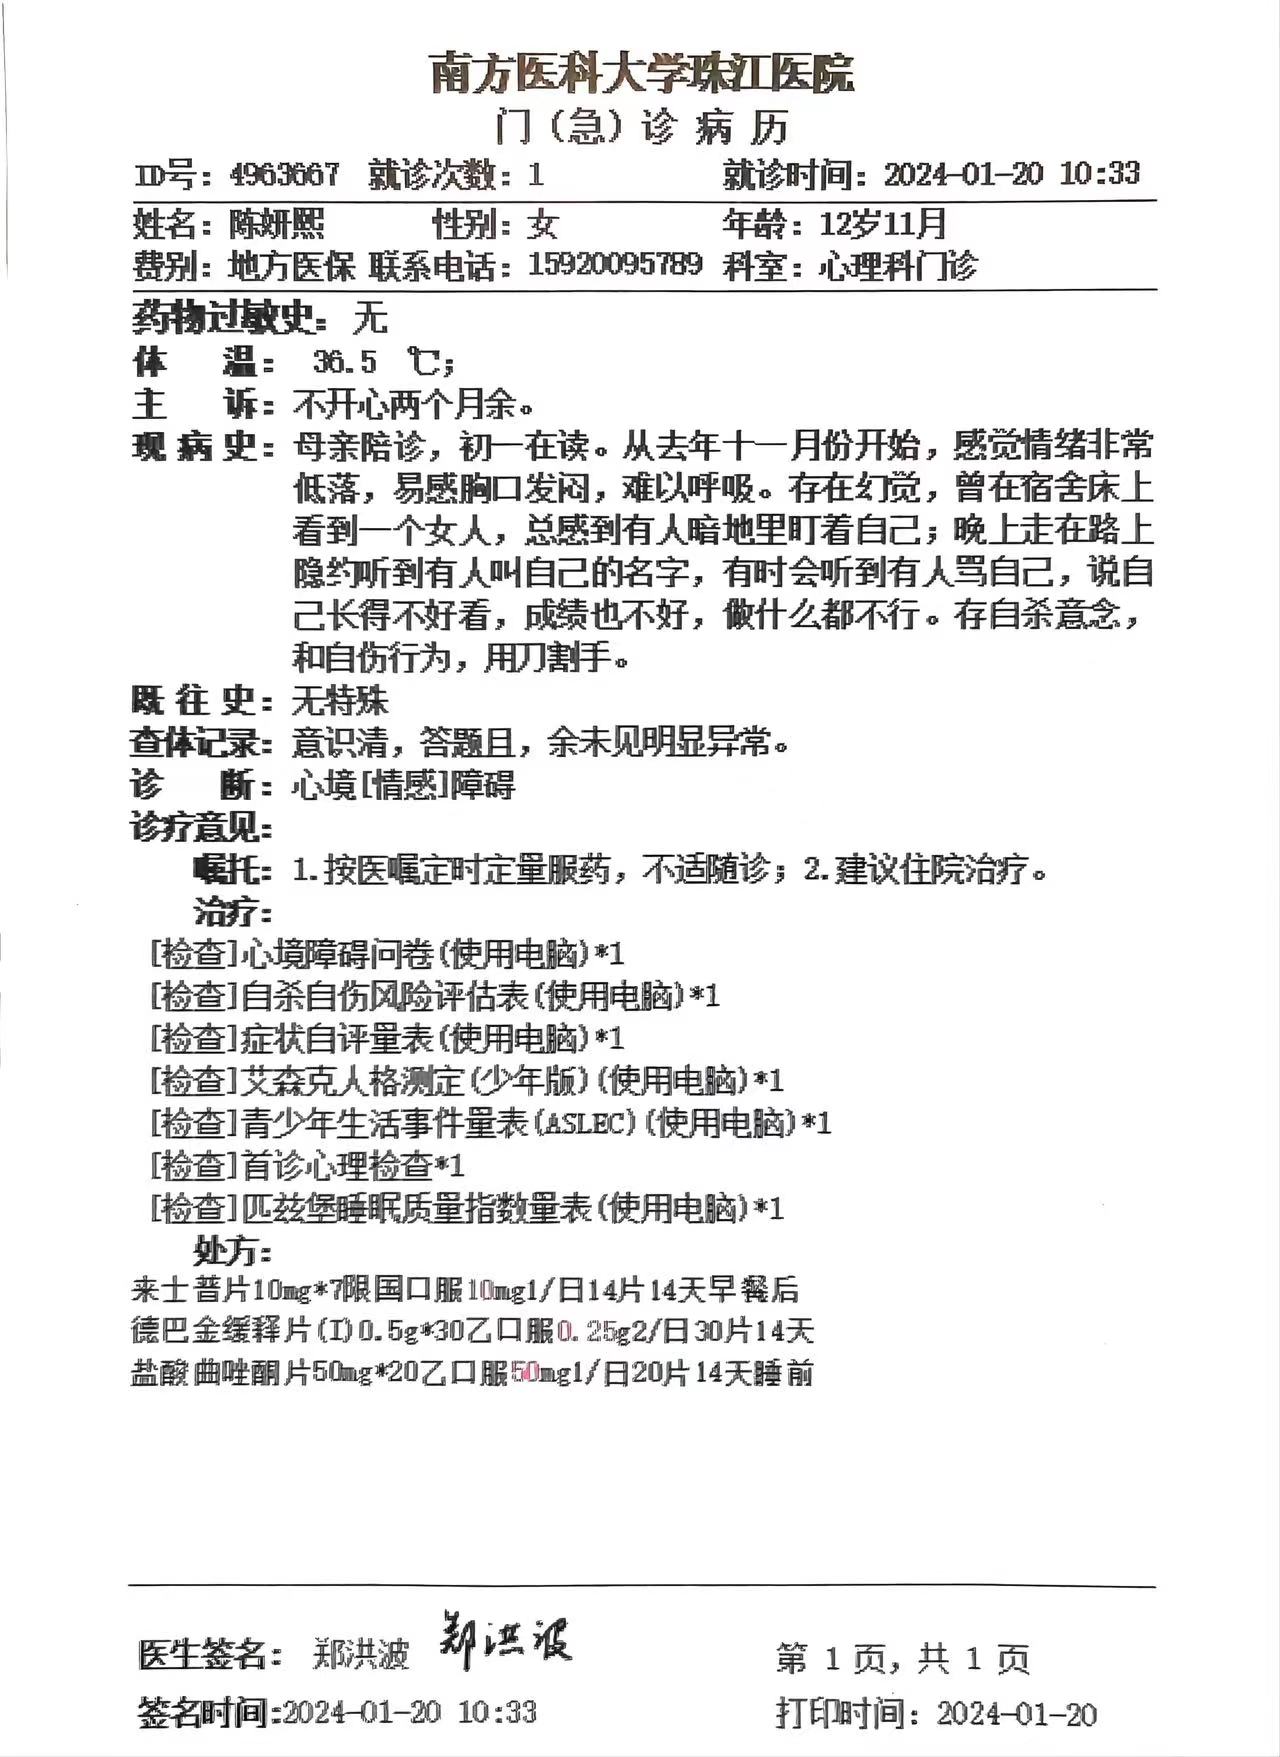 南方医科大学珠江医院
门（急）诊 病 历
ID号：4963667 就诊次数：1 就诊时间：2024-01-20 10:33
姓名：陈妍熙 性别：女 年龄：12岁11月
费别：地方医保 联系电话：15920095789 科室：心理科门诊
药物过敏史：无
体 温： 36.5 ℃；
主 诉：不开心两个月余。
现 病 史：母亲陪诊，初一在读。从去年十一月份开始，感觉情绪非常
低落，易感胸口发闷，难以呼吸。存在幻觉，曾在宿舍床上
看到一个女人，总感到有人暗地里盯着自己；晚上走在路上
隐约听到有人叫自己的名字，有时会听到有人骂自己，说自
己长得不好看，成绩也不好，做什么都不行。存自杀意念，
和自伤行为，用刀割手。
既 往 史：无特殊
查体记录：意识清，答题且，余未见明显异常。
诊 断：心境[情感]障碍
诊疗意见：
嘱托：1.按医嘱定时定量服药，不适随诊；2.建议住院治疗。
治疗：
[检查]心境障碍问卷(使用电脑)*1
[检查]自杀自伤风险评估表(使用电脑)*1
[检查]症状自评量表(使用电脑)*1
[检查]艾森克人格测定(少年版)(使用电脑)*1
[检查]青少年生活事件量表(ASLEC)(使用电脑)*1
[检查]首诊心理检查*1
[检查]匹兹堡睡眠质量指数量表(使用电脑)*1
处方：
来士普片10mg*7限国口服10mg1/日14片14天早餐后
德巴金缓释片(I)0.5g*30乙口服0.25g2/日30片14天
盐酸曲唑酮片50mg*20乙口服50mg1/日20片14天睡前
医生签名： 郑洪波 郑洪波 第 1 页，共 1 页
签名时间:2024-01-20 10:33 打印时间：2024-01-20